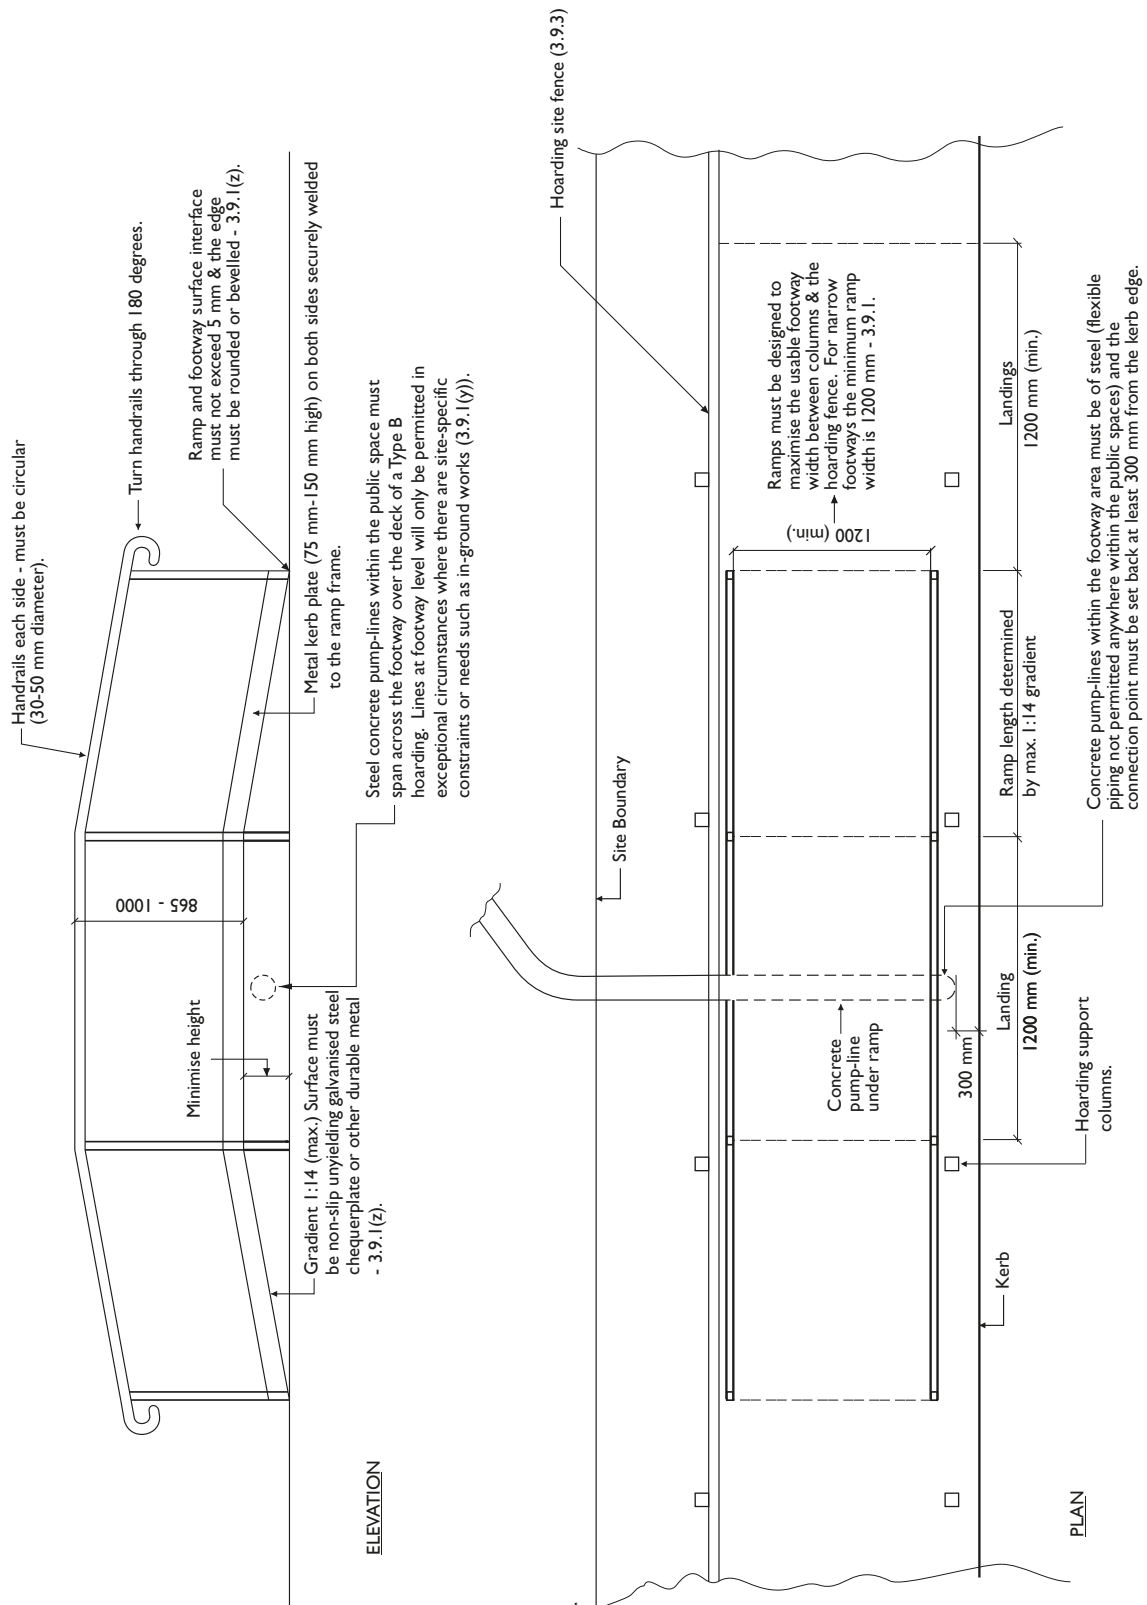 Handrails each side - must be circular
(30-50 mm diameter).
Turn handrails through 180 degrees.
Ramp and footway surface interface
must not exceed 5 mm & the edge
must be rounded or bevelled - 3.9.1(z).
865 - 1000
Minimise height
Metal kerb plate (75 mm-150 mm high) on both sides securely welded
to the ramp frame.
Gradient 1:14 (max.) Surface must
be non-slip unyielding galvanised steel
chequerplate or other durable metal
- 3.9.1(z).
Steel concrete pump-lines within the public space must
span across the footway over the deck of a Type B
hoarding. Lines at footway level will only be permitted in
exceptional circumstances where there are site-specific
constraints or needs such as in-ground works (3.9.1(y)).
ELEVATION
Hoarding site fence (3.9.3)
Site Boundary
Ramps must be designed to
maximise the usable footway
width between columns & the
hoarding fence. For narrow
footways the minimum ramp
width is 1200 mm - 3.9.1.
1200 (min.)
Concrete
pump-line
under ramp
300 mm
Landing
1200 mm (min.)
Ramp length determined
by max. 1:14 gradient
Landings
1200 mm (min.)
Kerb
Hoarding support
columns.
Concrete pump-lines within the footway area must be of steel (flexible
piping not permitted anywhere within the public spaces) and the
connection point must be set back at least 300 mm from the kerb edge.
PLAN